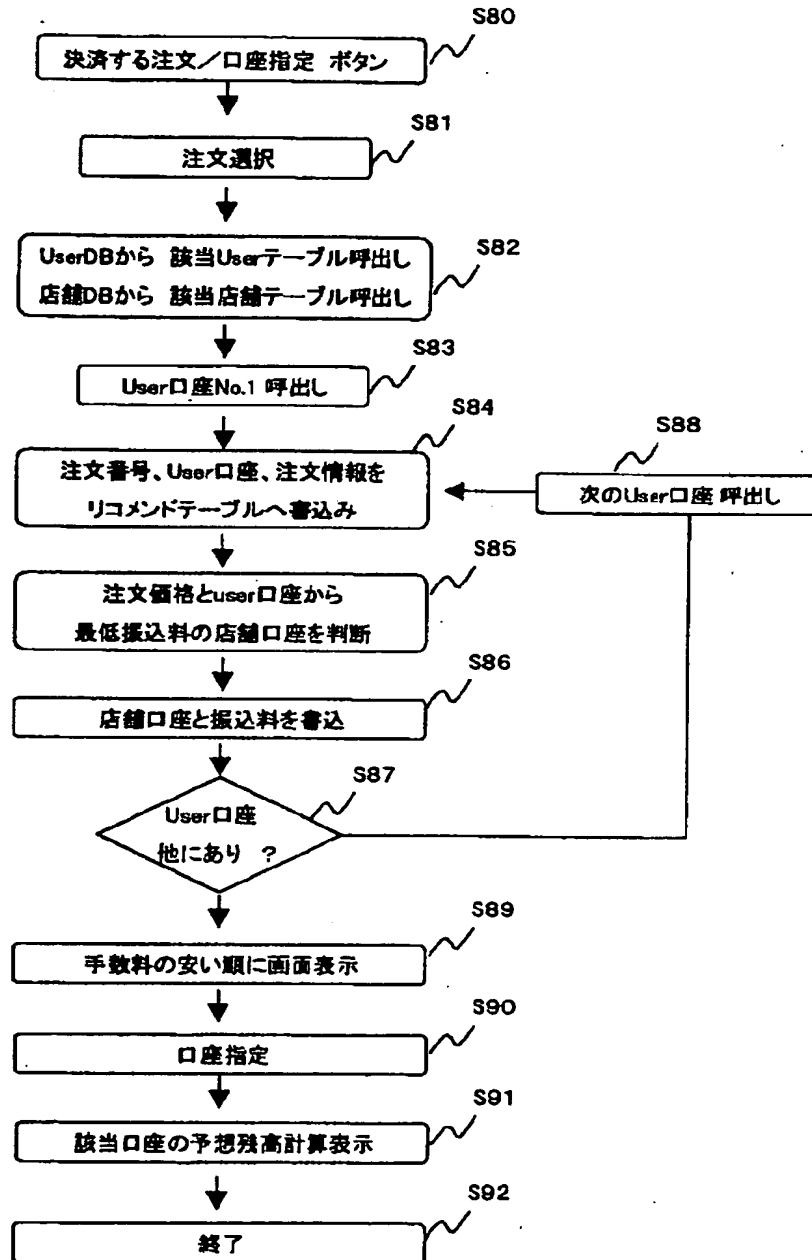 S80
決済する注文／口座指定 ボタン
S81
注文選択
S82
UserDBから 該当Userテーブル呼出し
店舗DBから 該当店舗テーブル呼出し
S83
User口座No.1 呼出し
S84
注文番号、User口座、注文情報を
リコメンドテーブルへ書込み
S88
次のUser口座 呼出し
S85
注文価格とuser口座から
最低振込料の店舗口座を判断
S86
店舗口座と振込料を書込
S87
User口座
他にあり ？
S89
手数料の安い順に画面表示
S90
口座指定
S91
該当口座の予想残高計算表示
S92
終了